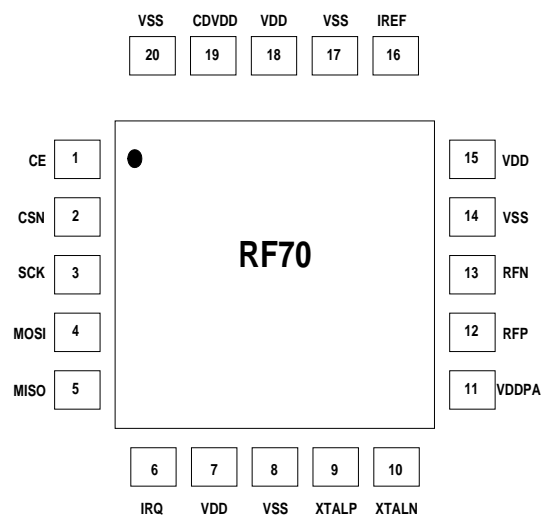 VSS CDVDD VDD VSS IREF
20 19 18 17 16
CE 1 15 VDD
CSN 2 14 VSS
RF70
SCK 3 13 RFN
MOSI 4 12 RFP
MISO 5 11 VDDPA
6 7 8 9 10
IRQ VDD VSS XTALP XTALN